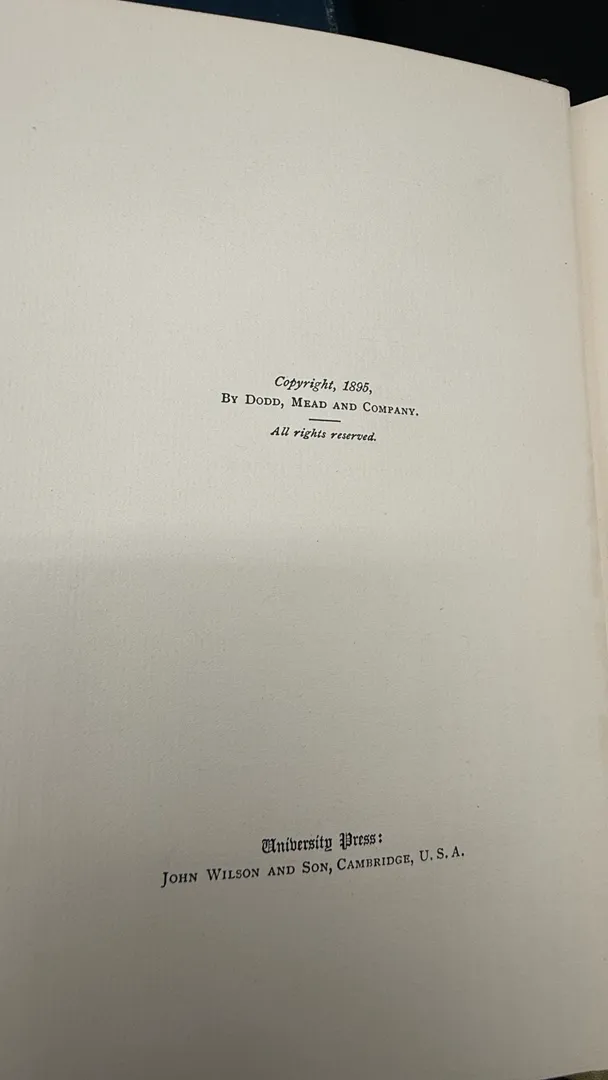 Copyright, 1895,
By Dodd, Mead and Company.
All rights reserved.
University Press:
John Wilson and Son, Cambridge, U. S. A.